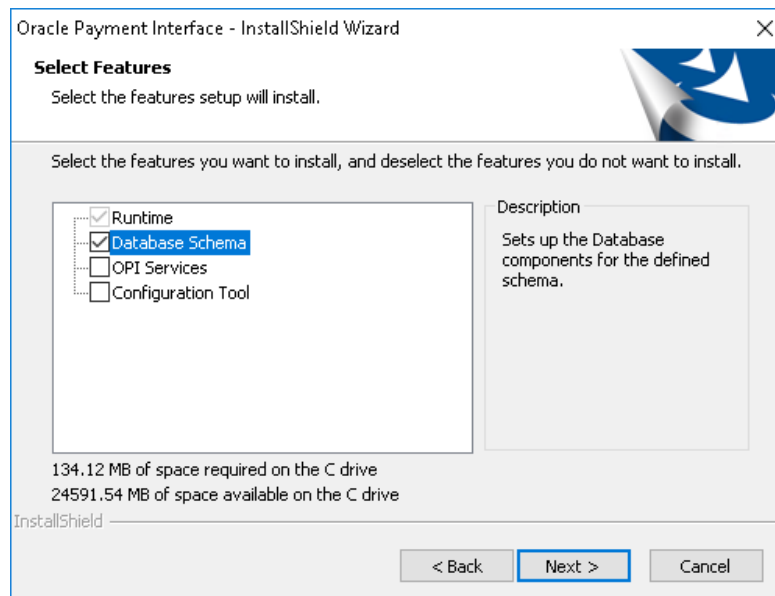 Oracle Payment Interface - InstallShield Wizard
Select Features
Select the features setup will install.
Select the features you want to install, and deselect the features you do not want to install.
Runtime
Database Schema
OPI Services
Configuration Tool
Description
Sets up the Database
components for the defined
schema.
134.12 MB of space required on the C drive
24591.54 MB of space available on the C drive
InstallShield
< Back
Next >
Cancel